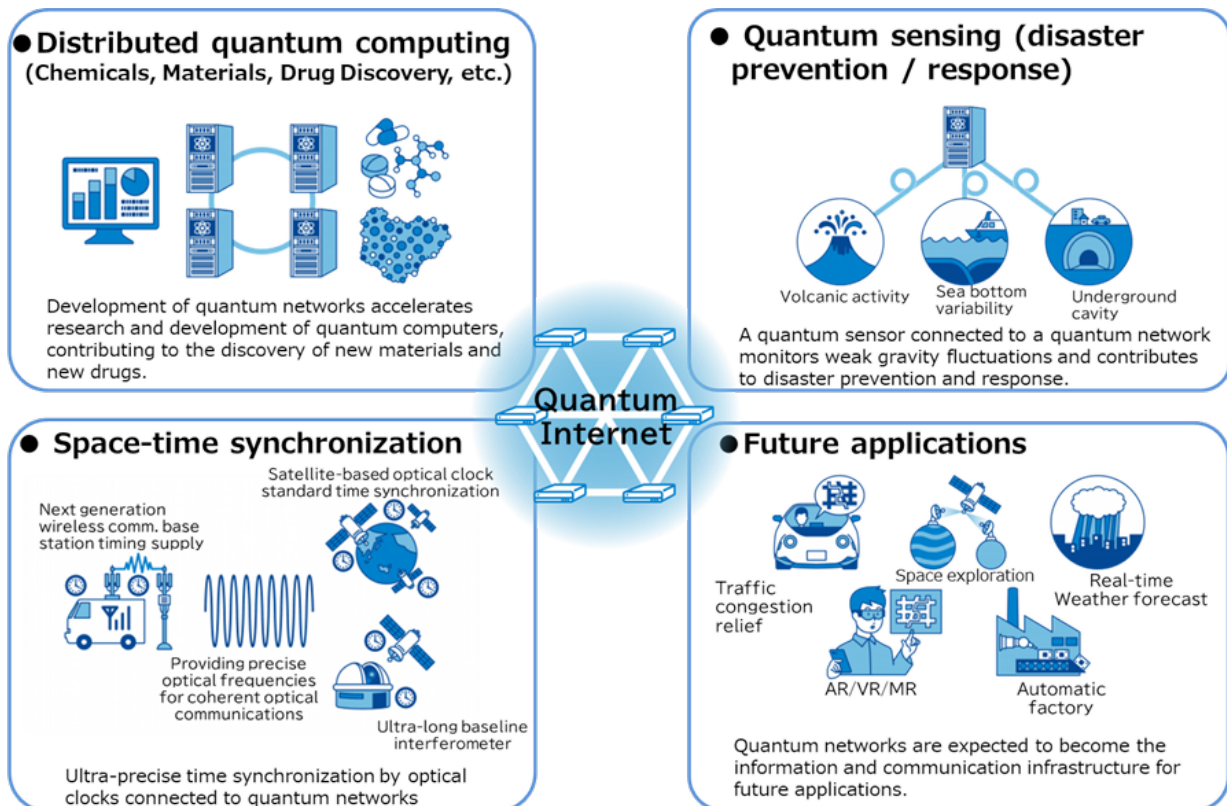 ● Distributed quantum computing
(Chemicals, Materials, Drug Discovery, etc.)
Development of quantum networks accelerates
research and development of quantum computers,
contributing to the discovery of new materials and
new drugs.
● Quantum sensing (disaster
prevention / response)
Volcanic activity
Sea bottom
variability
Underground
cavity
A quantum sensor connected to a quantum network
monitors weak gravity fluctuations and contributes
to disaster prevention and response.
Quantum
Internet
● Space-time synchronization
Satellite-based optical clock
standard time synchronization
Next generation
wireless comm. base
station timing supply
Providing precise
optical frequencies
for coherent optical
communications
Ultra-long baseline
interferometer
Ultra-precise time synchronization by optical
clocks connected to quantum networks
● Future applications
Traffic
congestion
relief
Space exploration
Real-time
Weather forecast
AR/VR/MR
Automatic
factory
Quantum networks are expected to become the
information and communication infrastructure for
future applications.